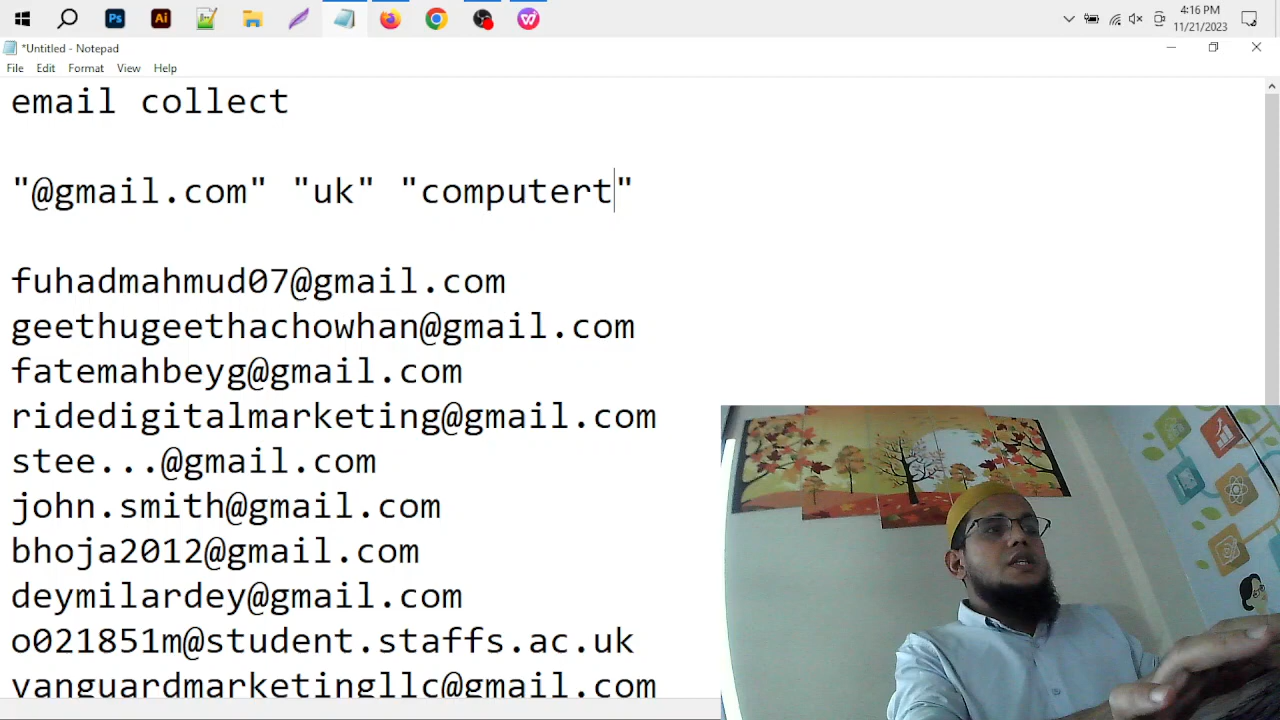 4:16 PM
11/21/2023
*Untitled - Notepad
File Edit Format View Help
email collect
"@gmail.com" "uk" "computert"
fuhadmahmud07@gmail.com
geethugeethachowhan@gmail.com
fatemahbeyg@gmail.com
ridedigitalmarketing@gmail.com
stee...@gmail.com
john.smith@gmail.com
bhoja2012@gmail.com
deymilardey@gmail.com
o021851m@student.staffs.ac.uk
vanguardmarketingllc@gmail.com
Ps Ai